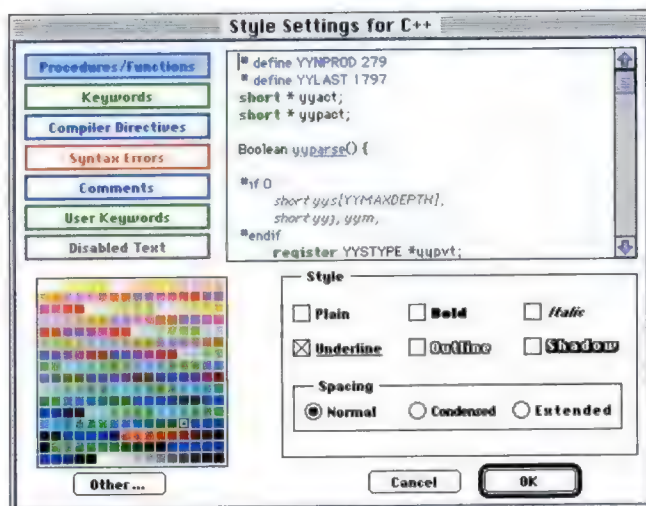 Style Settings for C++
Procedures/Functions
Keywords
Compiler Directives
Syntax Errors
Comments
User Keywords
Disabled Text
# define YYNPROD 279
# define YYLAST 1797
short * yyact;
short * yypact;
Boolean yyparse() {
#if 0
short yys[YYMAXDEPTH],
short yyj, yym,
#endif
register YYSTYPE *yypvt;
Style
Plain
Bold
Italic
Underline
Outline
Shadow
Spacing
Normal
Condensed
Extended
Other...
Cancel
OK